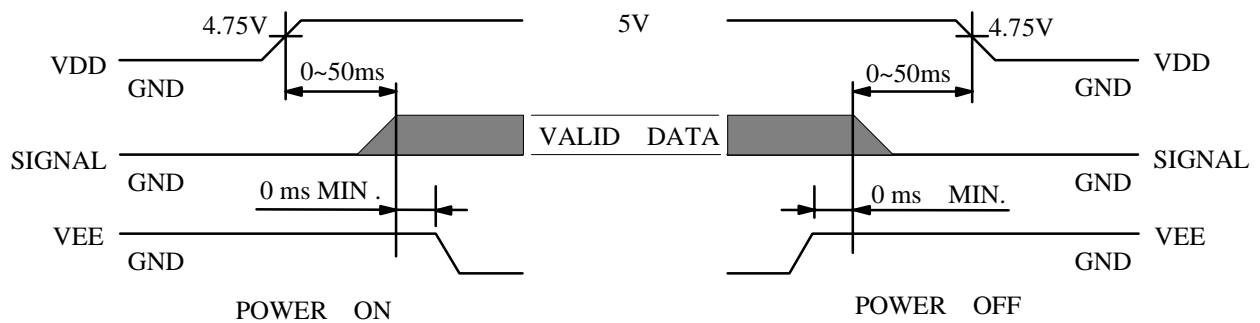 4.75V 5V 4.75V
VDD VDD
GND 0~50ms 0~50ms GND
VALID DATA
SIGNAL SIGNAL
GND GND
0 ms MIN . 0 ms MIN.
VEE VEE
GND GND
POWER ON POWER OFF